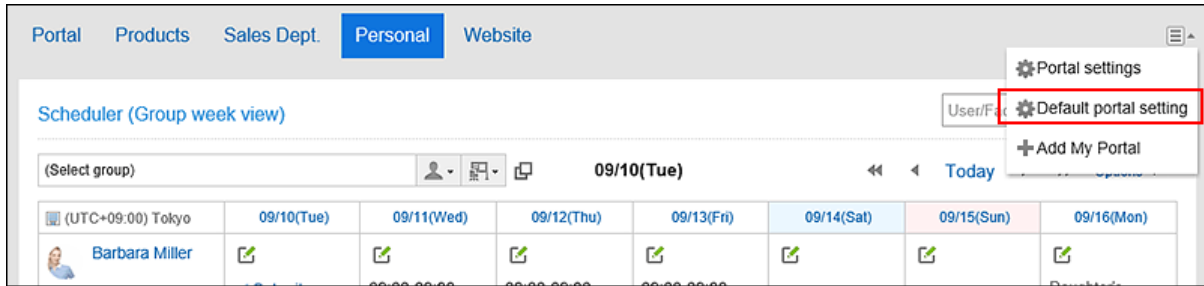 Portal Products Sales Dept. Personal Website
Portal settings
Scheduler (Group week view) User/Fac Default portal setting
Add My Portal
(Select group) 09/10(Tue) Today
(UTC+09:00) Tokyo 09/10(Tue) 09/11(Wed) 09/12(Thu) 09/13(Fri) 09/14(Sat) 09/15(Sun) 09/16(Mon)
Barbara Miller